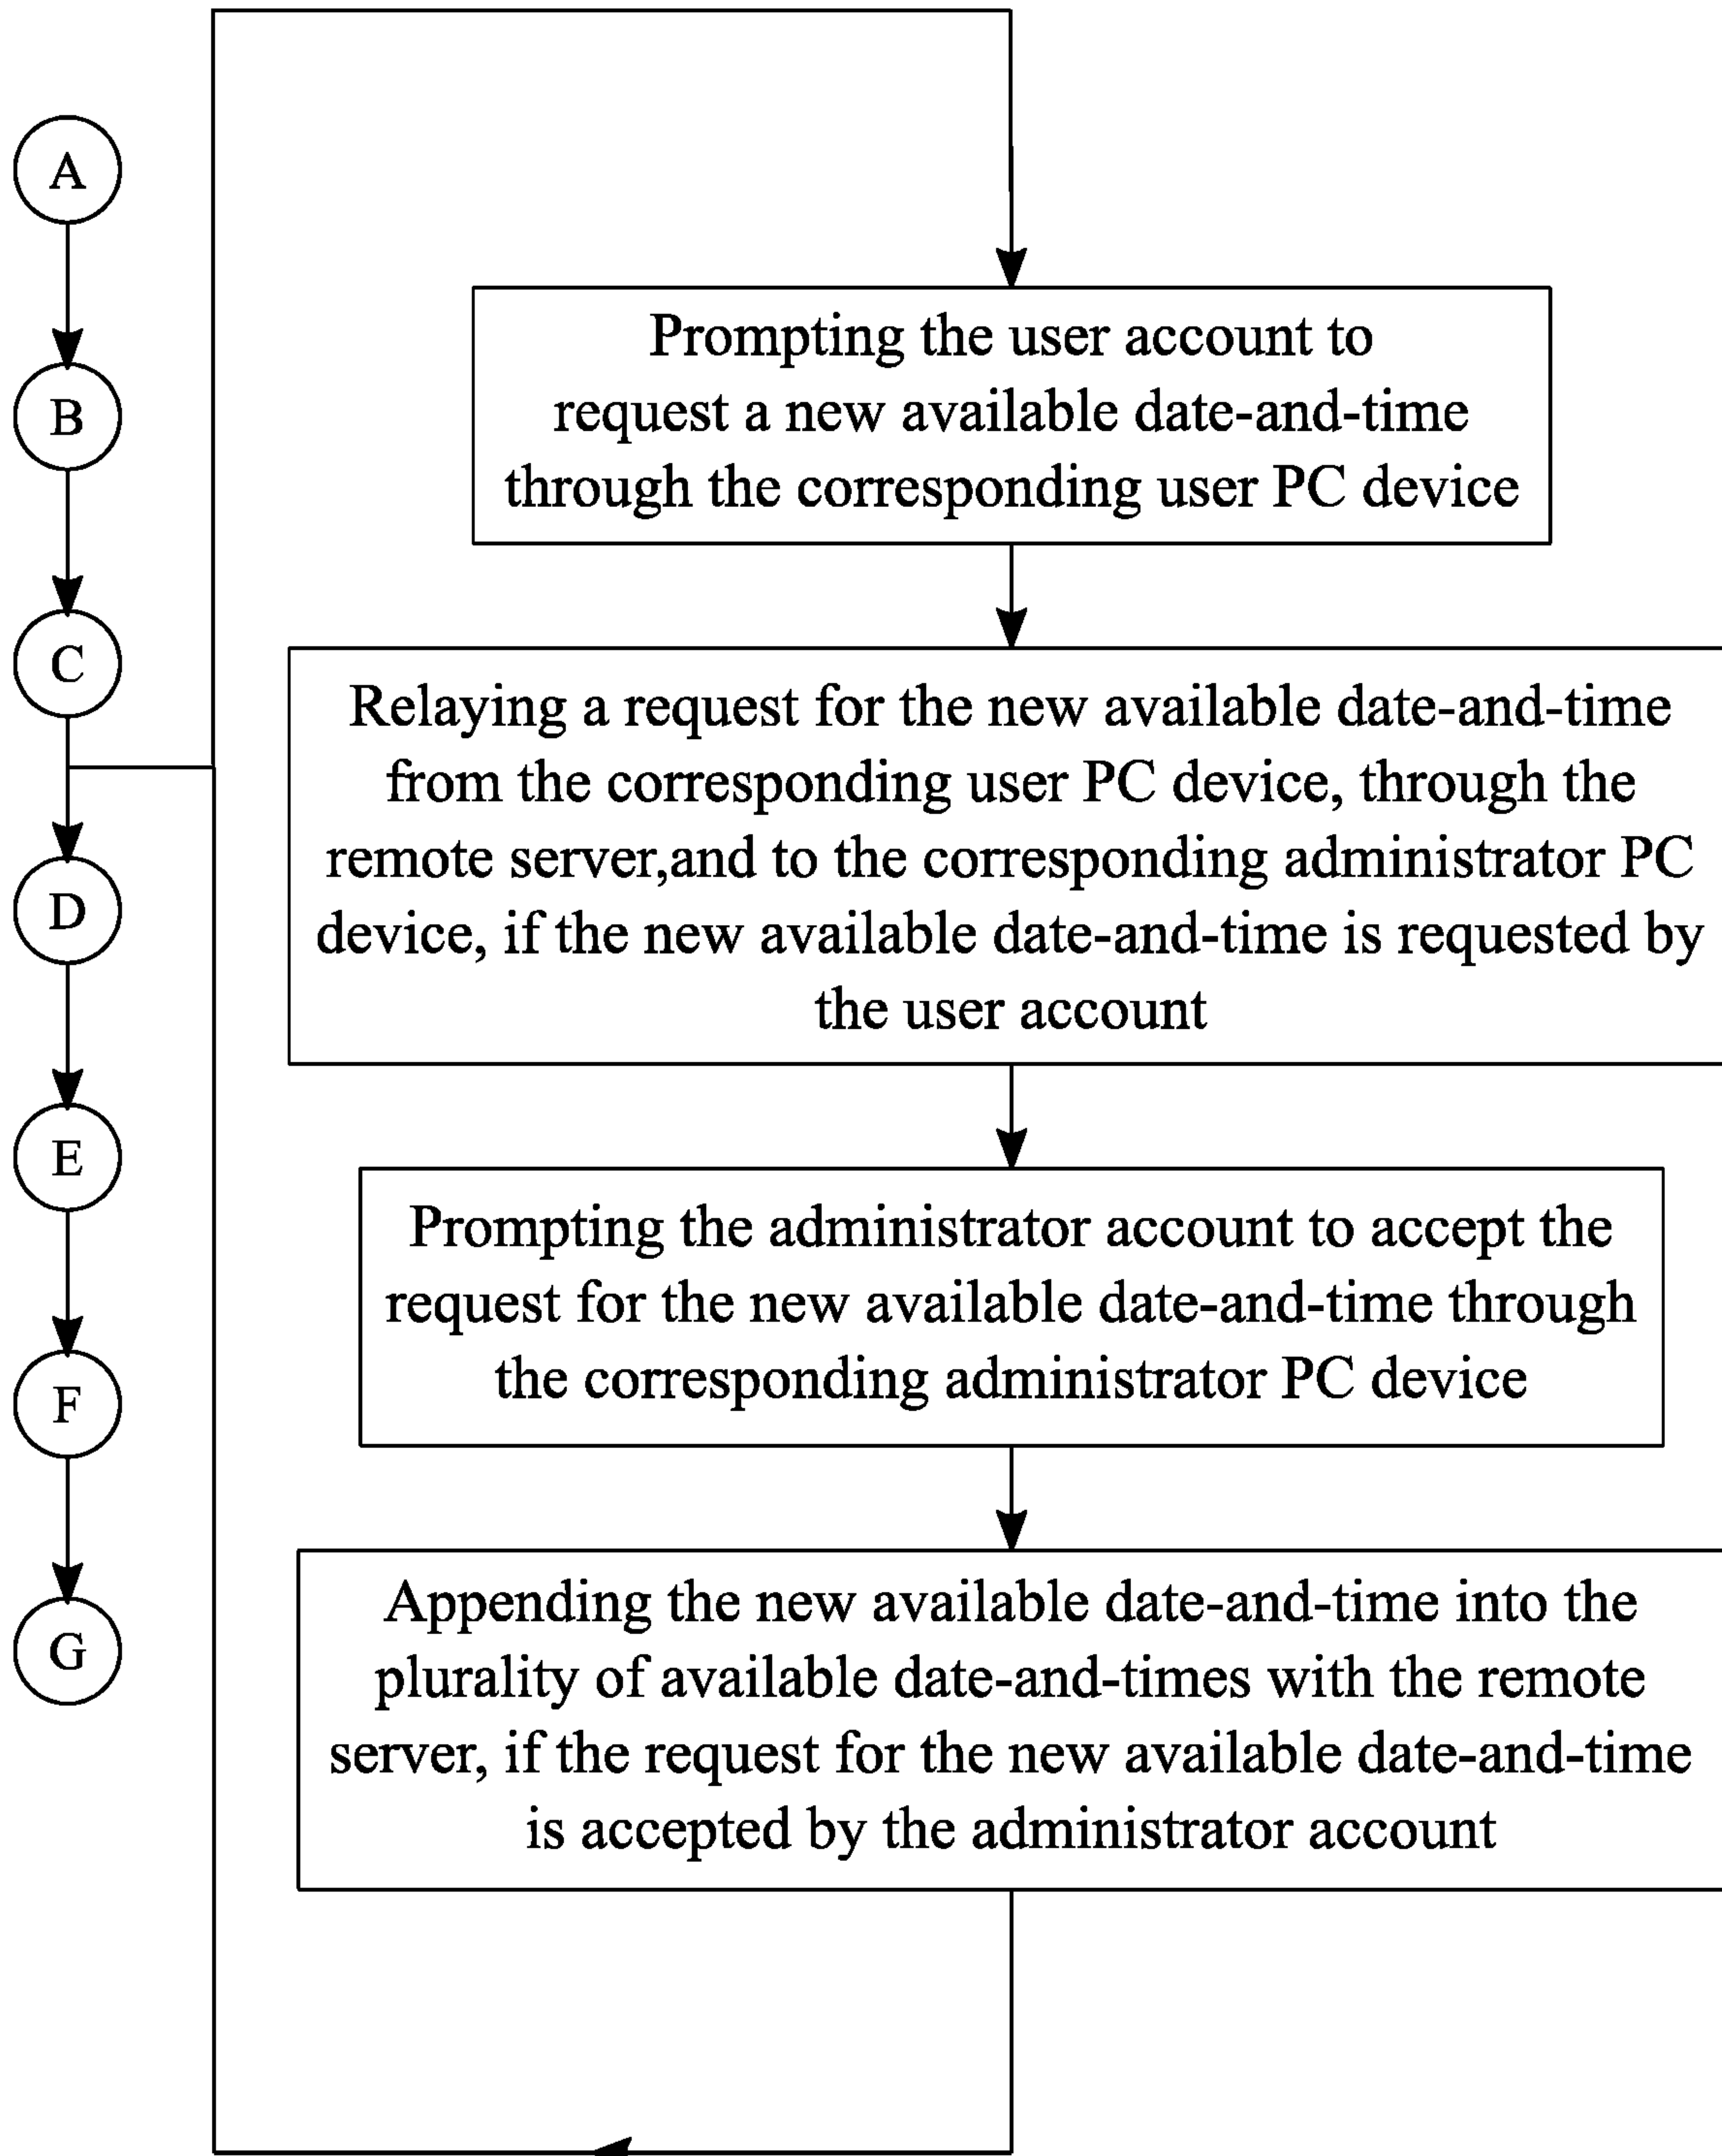 A
B
C
D
E
F
G
Prompting the user account to
request a new available date-and-time
through the corresponding user PC device
Relaying a request for the new available date-and-time
from the corresponding user PC device, through the
remote server,and to the corresponding administrator PC
device, if the new available date-and-time is requested by
the user account
Prompting the administrator account to accept the
request for the new available date-and-time through
the corresponding administrator PC device
Appending the new available date-and-time into the
plurality of available date-and-times with the remote
server, if the request for the new available date-and-time
is accepted by the administrator account